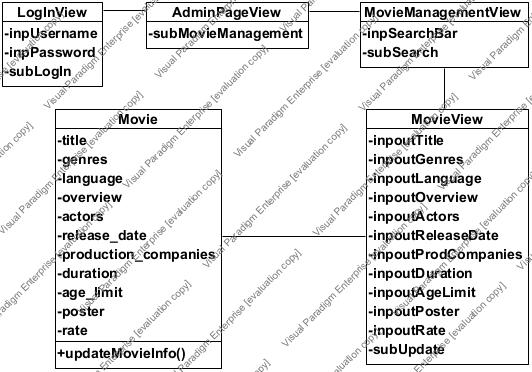 LogInView
-inpUsername
-inpPassword
-subLogIn
AdminPageView
-subMovieManagement
MovieManagementView
-inpSearchBar
-subSearch
Movie
-title
-genres
-language
-overview
-actors
-release_date
-production_companies
-duration
-age_limit
-poster
-rate
+updateMovieInfo()
MovieView
-inpoutTitle
-inpoutGenres
-inpoutLanguage
-inpoutOverview
-inpoutActors
-inpoutReleaseDate
-inpoutProdCompanies
-inpoutDuration
-inpoutAgeLimit
-inpoutPoster
-inpoutRate
-subUpdate
Visual Paradigm Enterprise [evaluation copy]